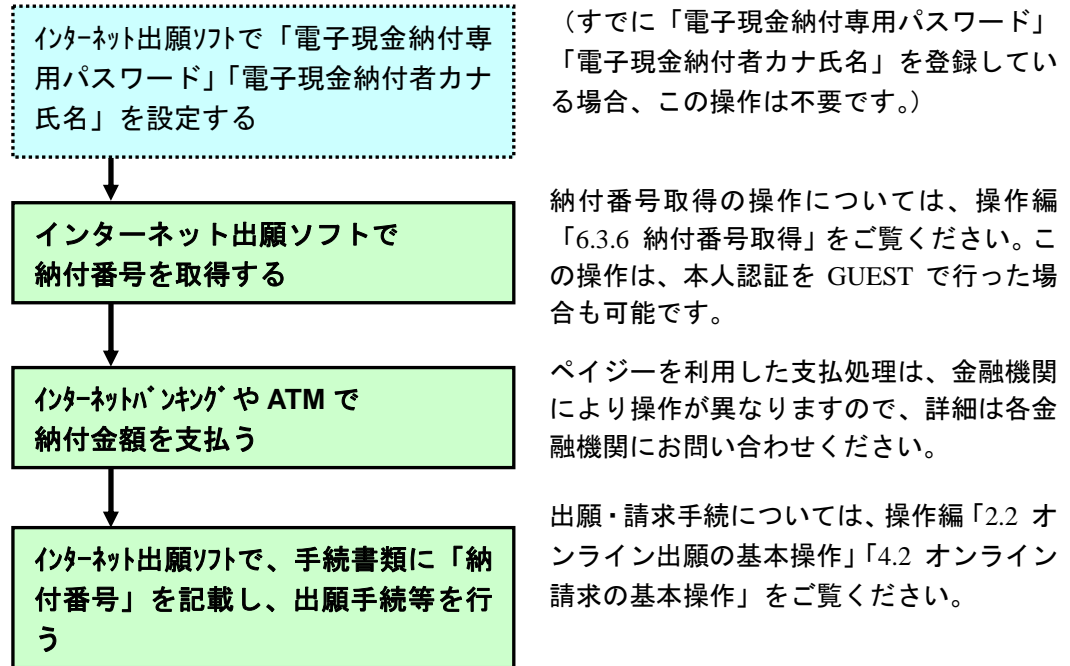 インターネット出願ソフトで「電子現金納付専
用パスワード」「電子現金納付者カナ
氏名」を設定する
（すでに「電子現金納付専用パスワード」
「電子現金納付者カナ氏名」を登録してい
る場合、この操作は不要です。）
インターネット出願ソフトで
納付番号を取得する
納付番号取得の操作については、操作編
「6.3.6 納付番号取得」をご覧ください。こ
の操作は、本人認証を GUEST で行った場
合も可能です。
ｲﾝﾀｰﾈｯﾄﾊﾞﾝｷﾝｸﾞや ATM で
納付金額を支払う
ペイジーを利用した支払処理は、金融機関
により操作が異なりますので、詳細は各金
融機関にお問い合わせください。
ｲﾝﾀｰﾈｯﾄ出願ｿﾌﾄで、手続書類に「納
付番号」を記載し、出願手続等を行
う
出願・請求手続については、操作編「2.2 オ
ンライン出願の基本操作」「4.2 オンライン
請求の基本操作」をご覧ください。